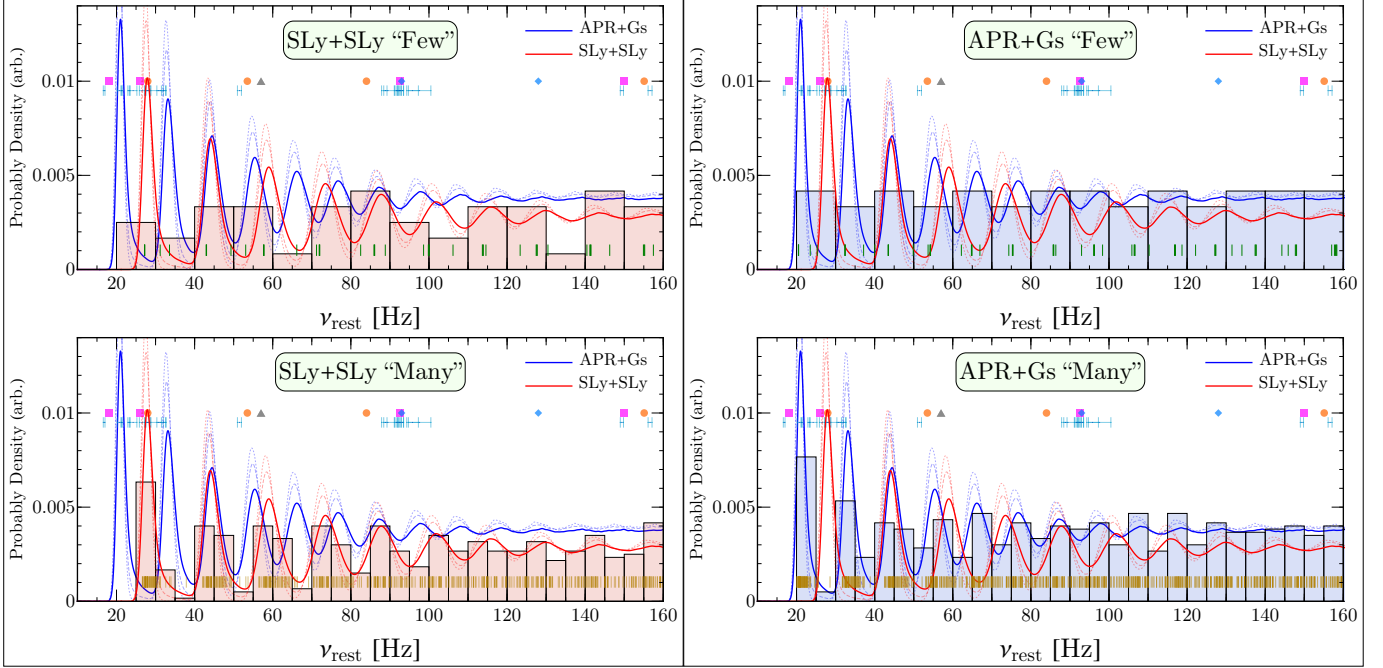 SLy+SLy “Few”
APR+Gs
SLy+SLy
Probably Density (arb.)
0.01
0.005
0
20 40 60 80 100 120 140 160
ν_rest [Hz]
APR+Gs “Few”
APR+Gs
SLy+SLy
Probably Density (arb.)
0.01
0.005
0
20 40 60 80 100 120 140 160
ν_rest [Hz]
SLy+SLy “Many”
APR+Gs
SLy+SLy
Probably Density (arb.)
0.01
0.005
0
20 40 60 80 100 120 140 160
ν_rest [Hz]
APR+Gs “Many”
APR+Gs
SLy+SLy
Probably Density (arb.)
0.01
0.005
0
20 40 60 80 100 120 140 160
ν_rest [Hz]